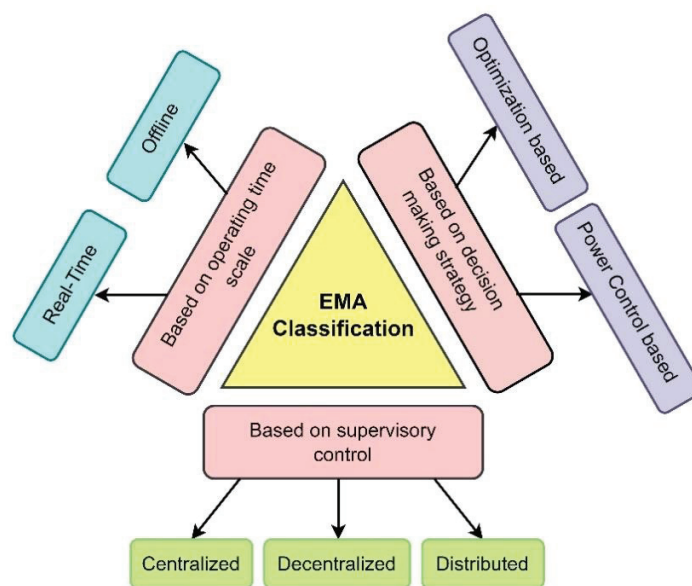 Offline
Real-Time
Based on operating time
scale
EMA
Classification
Based on decision
making strategy
Optimization based
Power Control based
Based on supervisory
control
Centralized
Decentralized
Distributed